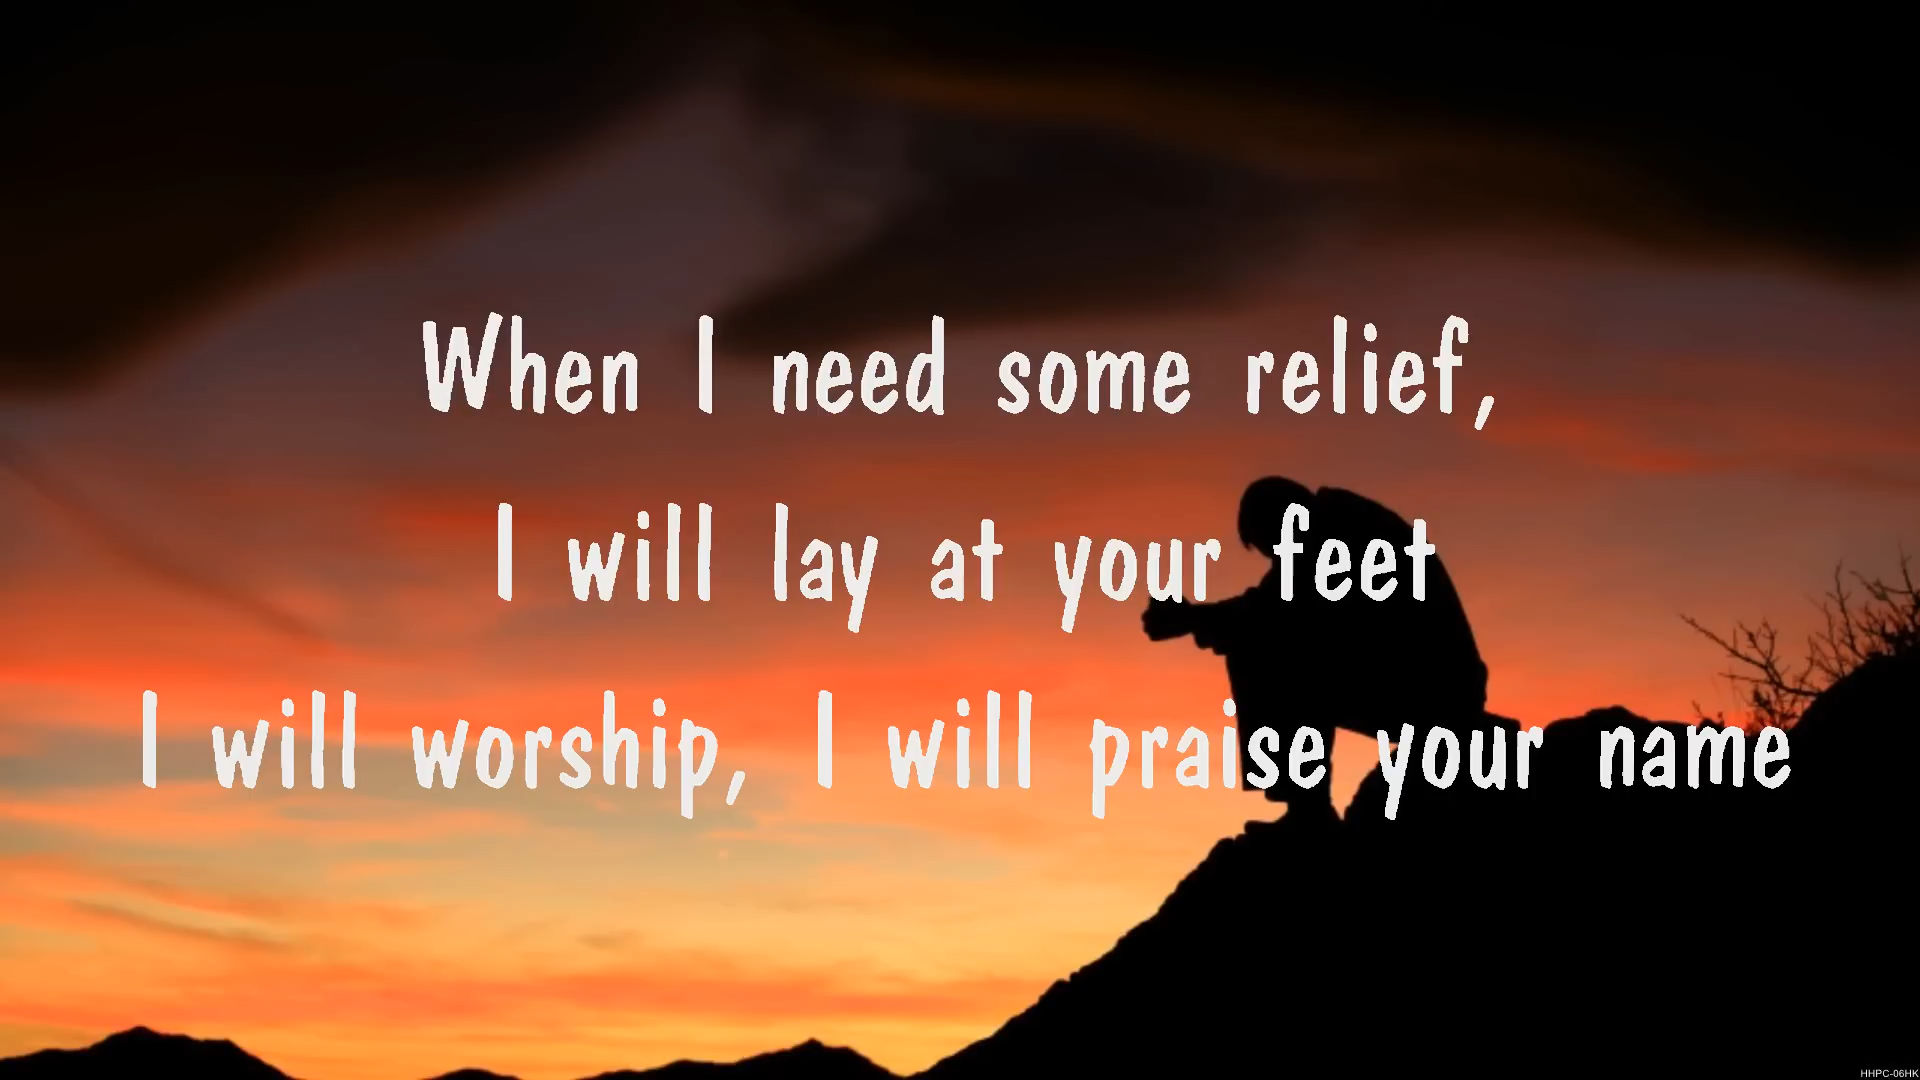 When I need some relief,
I will lay at your feet
I will worship, I will praise your name
HHPC-06HK